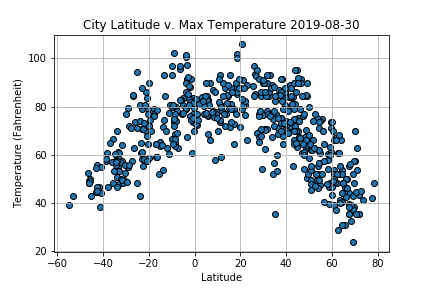 City Latitude v. Max Temperature 2019-08-30
100
80
60
40
20
Temperature (Fahrenheit)
−60 −40 −20 0 20 40 60 80
Latitude